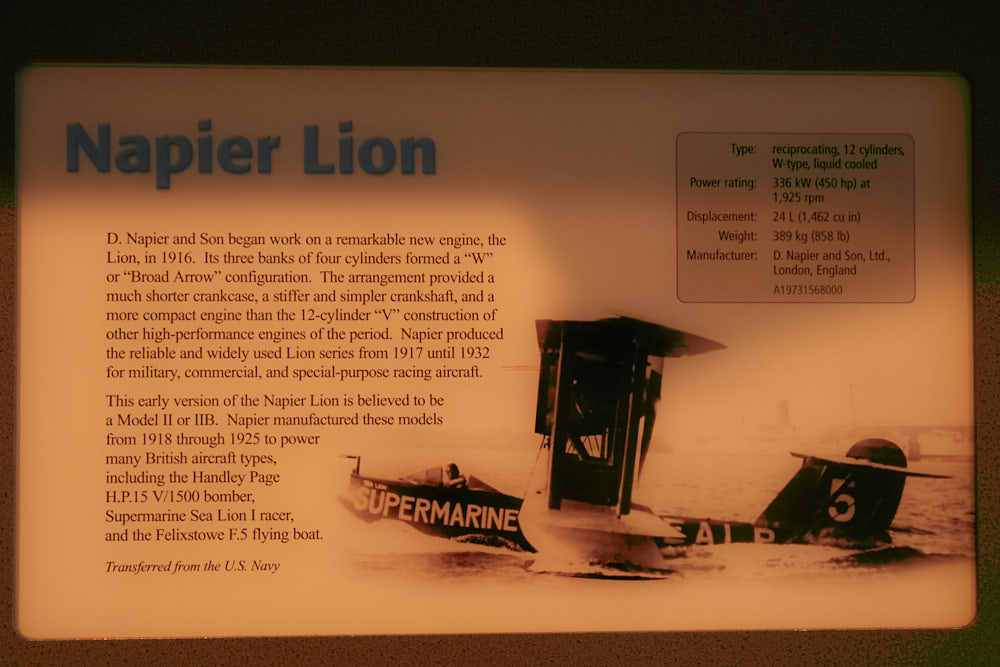 Napier Lion
Type: reciprocating, 12 cylinders,
W-type, liquid cooled
Power rating: 336 kW (450 hp) at
1,925 rpm
Displacement: 24 L (1,462 cu in)
Weight: 389 kg (858 lb)
Manufacturer: D. Napier and Son, Ltd.,
London, England
A19731568000
D. Napier and Son began work on a remarkable new engine, the
Lion, in 1916. Its three banks of four cylinders formed a “W”
or “Broad Arrow” configuration. The arrangement provided a
much shorter crankcase, a stiffer and simpler crankshaft, and a
more compact engine than the 12-cylinder “V” construction of
other high-performance engines of the period. Napier produced
the reliable and widely used Lion series from 1917 until 1932
for military, commercial, and special-purpose racing aircraft.
This early version of the Napier Lion is believed to be
a Model II or IIB. Napier manufactured these models
from 1918 through 1925 to power
many British aircraft types,
including the Handley Page
H.P.15 V/1500 bomber,
Supermarine Sea Lion I racer,
and the Felixstowe F.5 flying boat.
Transferred from the U.S. Navy
SEA LION
SUPERMARINE
EALP
5